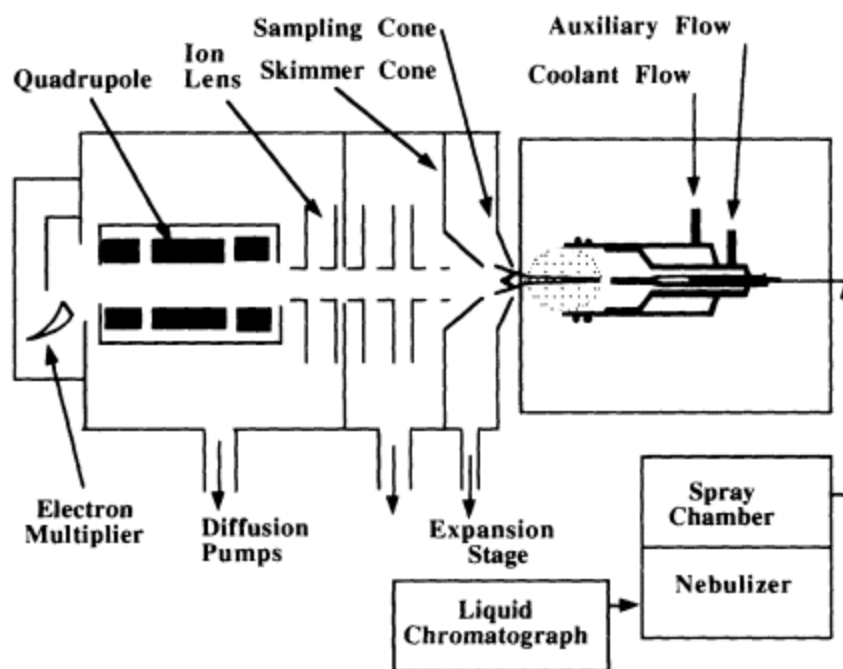 Sampling Cone
Skimmer Cone
Ion
Lens
Quadrupole
Auxiliary Flow
Coolant Flow
Electron
Multiplier
Diffusion
Pumps
Expansion
Stage
Spray
Chamber
Nebulizer
Liquid
Chromatograph